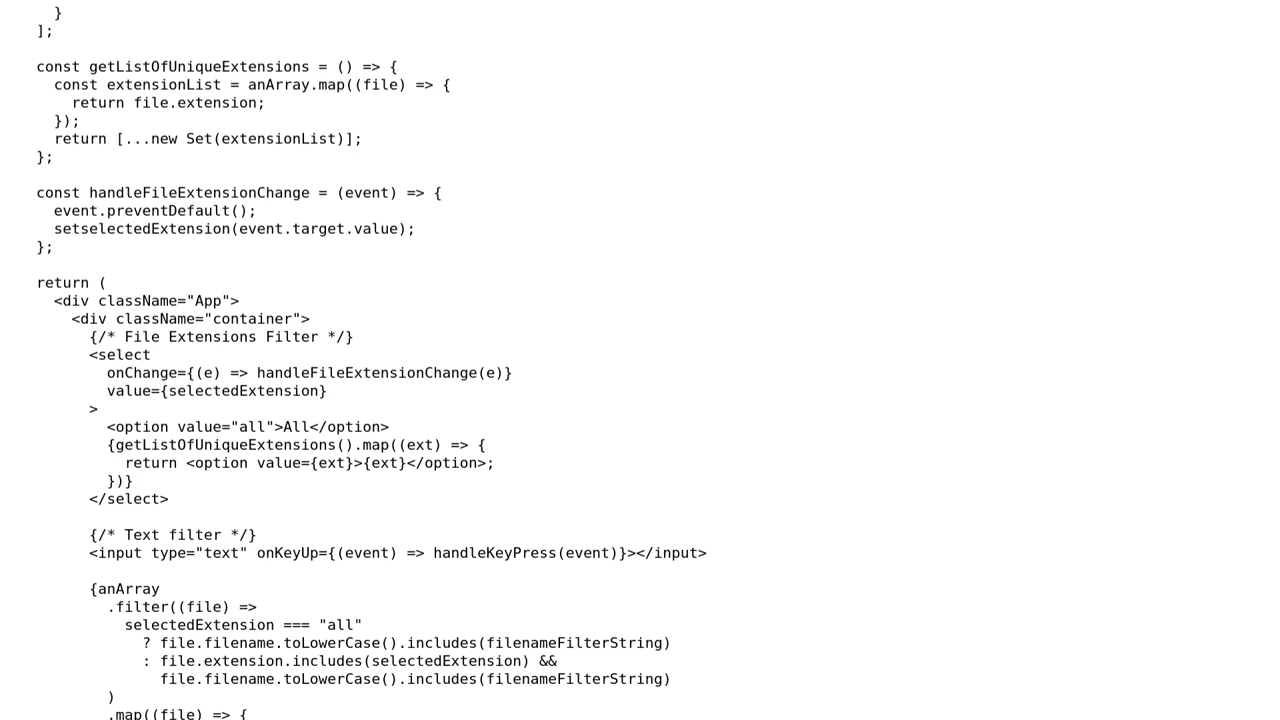 }
];

const getListOfUniqueExtensions = () => {
  const extensionList = anArray.map((file) => {
    return file.extension;
  });
  return [...new Set(extensionList)];
};

const handleFileExtensionChange = (event) => {
  event.preventDefault();
  setselectedExtension(event.target.value);
};

return (
  <div className="App">
    <div className="container">
      {/* File Extensions Filter */}
      <select
        onChange={(e) => handleFileExtensionChange(e)}
        value={selectedExtension}
      >
        <option value="all">All</option>
        {getListOfUniqueExtensions().map((ext) => {
          return <option value={ext}>{ext}</option>;
        })}
      </select>

      {/* Text filter */}
      <input type="text" onKeyUp={(event) => handleKeyPress(event)}></input>

      {anArray
        .filter((file) =>
          selectedExtension === "all"
            ? file.filename.toLowerCase().includes(filenameFilterString)
            : file.extension.includes(selectedExtension) &&
              file.filename.toLowerCase().includes(filenameFilterString)
        )
        .map((file) => {